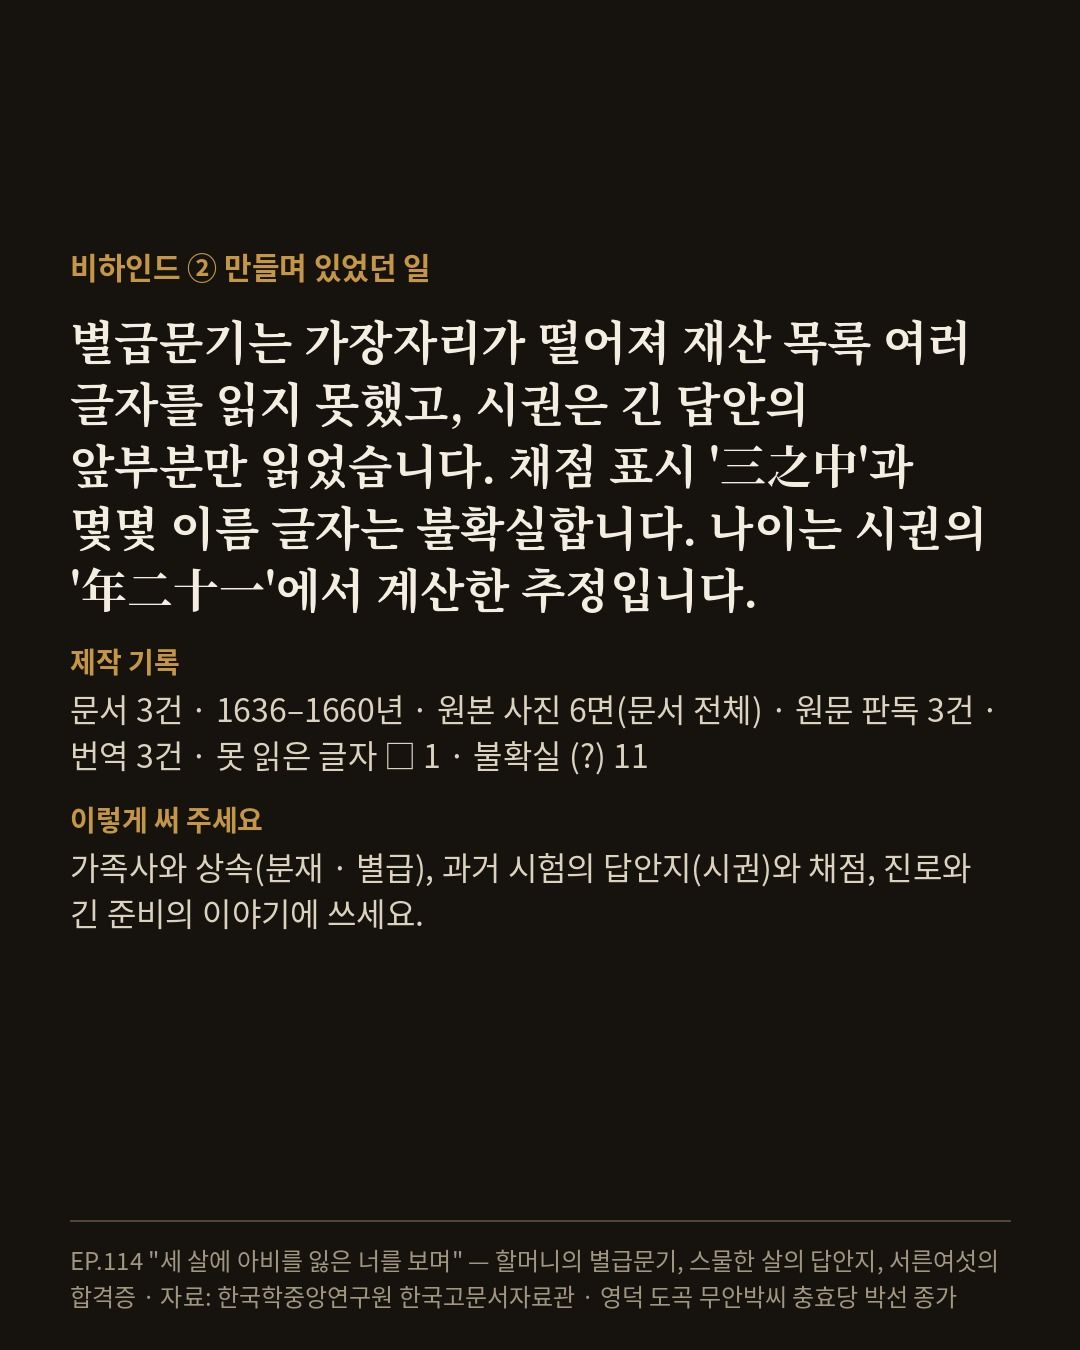 비하인드 ② 만들며 있었던 일
별급문기는 가장자리가 떨어져 재산 목록 여러
글자를 읽지 못했고, 시권은 긴 답안의
앞부분만 읽었습니다. 채점 표시 '三之中'과
몇몇 이름 글자는 불확실합니다. 나이는 시권의
'年二十一'에서 계산한 추정입니다.
제작 기록
문서 3건 · 1636–1660년 · 원본 사진 6면(문서 전체) · 원문 판독 3건 ·
번역 3건 · 못 읽은 글자 □ 1 · 불확실 (?) 11
이렇게 써 주세요
가족사와 상속(분재 · 별급), 과거 시험의 답안지(시권)와 채점, 진로와
긴 준비의 이야기에 쓰세요.
EP.114 "세 살에 아비를 잃은 너를 보며" — 할머니의 별급문기, 스물한 살의 답안지, 서른여섯의
합격증 · 자료: 한국학중앙연구원 한국고문서자료관 · 영덕 도곡 무안박씨 충효당 박선 종가